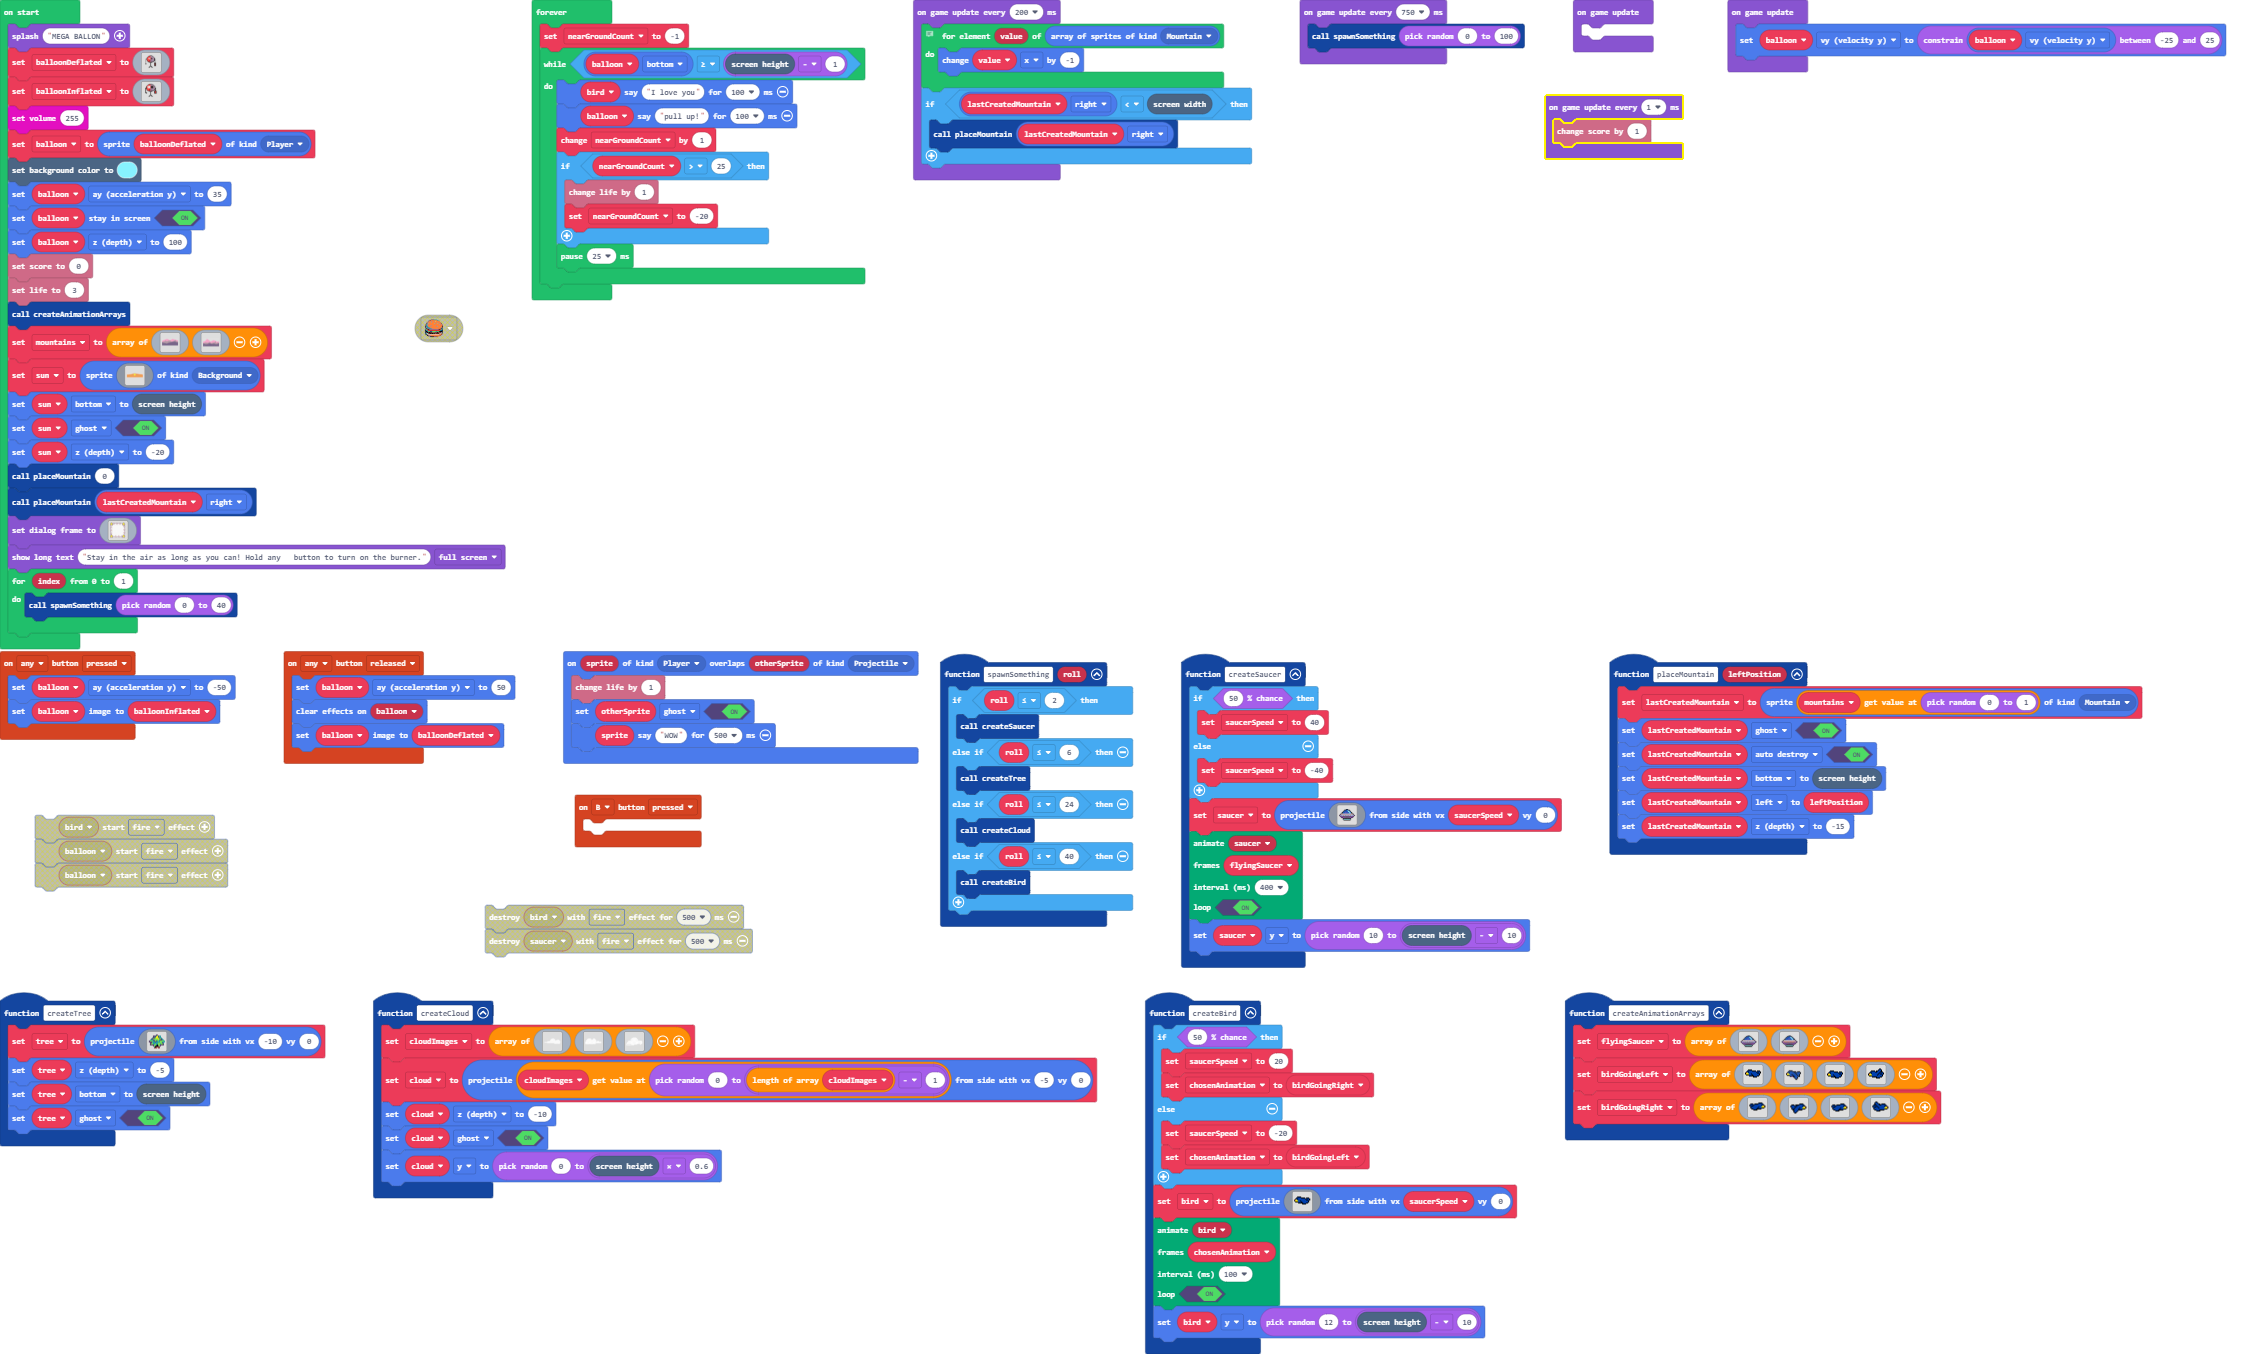 on start
splash "MEGA BALLON"
set balloonDeflated to
set balloonInflated to
set volume 255
set balloon to sprite balloonDeflated of kind Player
set background color to
set balloon ay (acceleration y) to 35
set balloon stay in screen ON
set balloon z (depth) to 100
set score to 0
set life to 3
call createAnimationArrays
set mountains to array of
set sun to sprite of kind Background
set sun bottom to screen height
set sun ghost ON
set sun z (depth) to -20
call placeMountain 0
call placeMountain lastCreatedMountain right
set dialog frame to
show long text "Stay in the air as long as you can! Hold any   button to turn on the burner." full screen
for index from 0 to 1
do call spawnSomething pick random 0 to 40
forever
set nearGroundCount to -1
while balloon bottom ≥ screen height - 1
do
bird say "I love you" for 100 ms
balloon say "pull up!" for 100 ms
change nearGroundCount by 1
if nearGroundCount > 25 then
change life by 1
set nearGroundCount to -20
pause 25 ms
on game update every 200 ms
for element value of array of sprites of kind Mountain
do change value x by -1
if lastCreatedMountain right < screen width then
call placeMountain lastCreatedMountain right
on game update every 750 ms
call spawnSomething pick random 0 to 100
on game update
on game update every 1 ms
change score by 1
on game update
set balloon vy (velocity y) to constrain balloon vy (velocity y) between -25 and 25
on any button pressed
set balloon ay (acceleration y) to -50
set balloon image to balloonInflated
on any button released
set balloon ay (acceleration y) to 50
clear effects on balloon
set balloon image to balloonDeflated
on sprite of kind Player overlaps otherSprite of kind Projectile
change life by 1
set otherSprite ghost ON
sprite say "WOW" for 500 ms
on B button pressed
bird start fire effect
balloon start fire effect
balloon start fire effect
destroy bird with fire effect for 500 ms
destroy saucer with fire effect for 500 ms
function spawnSomething roll
if roll ≤ 2 then
call createSaucer
else if roll ≤ 6 then
call createTree
else if roll ≤ 24 then
call createCloud
else if roll ≤ 40 then
call createBird
function createSaucer
if 50 % chance then
set saucerSpeed to 40
else
set saucerSpeed to -40
set saucer to projectile from side with vx saucerSpeed vy 0
animate saucer
frames flyingSaucer
interval (ms) 400
loop ON
set saucer y to pick random 10 to screen height - 10
function placeMountain leftPosition
set lastCreatedMountain to sprite mountains get value at pick random 0 to 1 of kind Mountain
set lastCreatedMountain ghost ON
set lastCreatedMountain auto destroy ON
set lastCreatedMountain bottom to screen height
set lastCreatedMountain left to leftPosition
set lastCreatedMountain z (depth) to -15
function createTree
set tree to projectile from side with vx -10 vy 0
set tree z (depth) to -5
set tree bottom to screen height
set tree ghost ON
function createCloud
set cloudImages to array of
set cloud to projectile cloudImages get value at pick random 0 to length of array cloudImages - 1 from side with vx -5 vy 0
set cloud z (depth) to -10
set cloud ghost ON
set cloud y to pick random 0 to screen height × 0.6
function createBird
if 50 % chance then
set saucerSpeed to 20
set chosenAnimation to birdGoingRight
else
set saucerSpeed to -20
set chosenAnimation to birdGoingLeft
set bird to projectile from side with vx saucerSpeed vy 0
animate bird
frames chosenAnimation
interval (ms) 100
loop ON
set bird y to pick random 12 to screen height - 10
function createAnimationArrays
set flyingSaucer to array of
set birdGoingLeft to array of
set birdGoingRight to array of